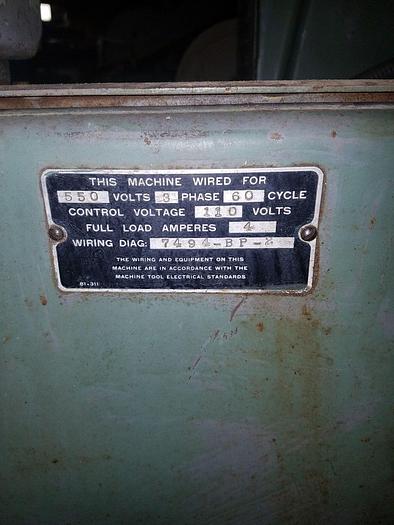 THIS MACHINE WIRED FOR
550 VOLTS 3 PHASE 60 CYCLE
CONTROL VOLTAGE 110 VOLTS
FULL LOAD AMPERES 4
WIRING DIAG: 7494-BP-
THE WIRING AND EQUIPMENT ON THIS
MACHINE ARE IN ACCORDANCE WITH THE
MACHINE TOOL ELECTRICAL STANDARDS
81-311